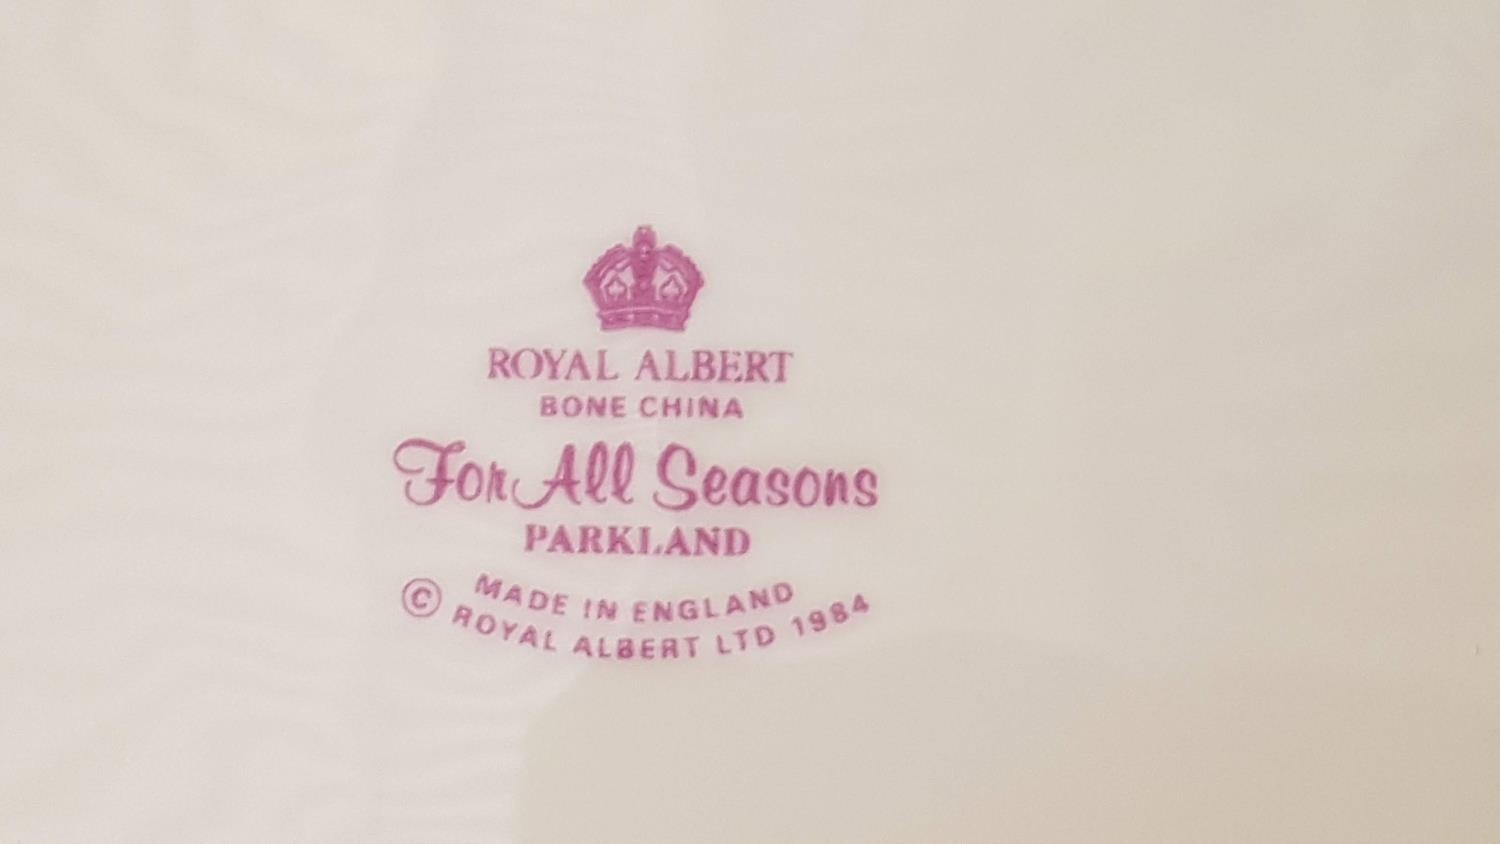 ROYAL ALBERT
BONE CHINA
For All Seasons
PARKLAND
MADE IN ENGLAND
© ROYAL ALBERT LTD 1984